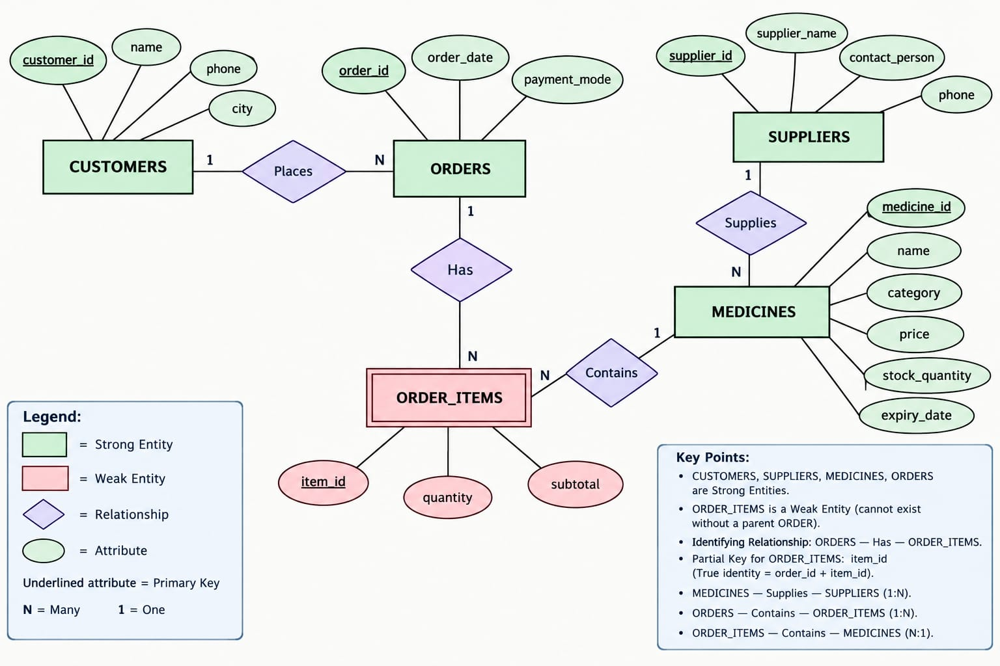 customer_id
name
phone
city
order_id
order_date
payment_mode
supplier_id
supplier_name
contact_person
phone
CUSTOMERS
1
Places
N
ORDERS
SUPPLIERS
1
Supplies
N
1
Has
N
medicine_id
name
category
price
stock_quantity
expiry_date
MEDICINES
1
Contains
N
ORDER_ITEMS
item_id
quantity
subtotal
Legend:
= Strong Entity
= Weak Entity
= Relationship
= Attribute
Underlined attribute = Primary Key
N = Many 1 = One
Key Points:
• CUSTOMERS, SUPPLIERS, MEDICINES, ORDERS
are Strong Entities.
• ORDER_ITEMS is a Weak Entity (cannot exist
without a parent ORDER).
• Identifying Relationship: ORDERS — Has — ORDER_ITEMS.
• Partial Key for ORDER_ITEMS: item_id
(True identity = order_id + item_id).
• MEDICINES — Supplies — SUPPLIERS (1:N).
• ORDERS — Contains — ORDER_ITEMS (1:N).
• ORDER_ITEMS — Contains — MEDICINES (N:1).